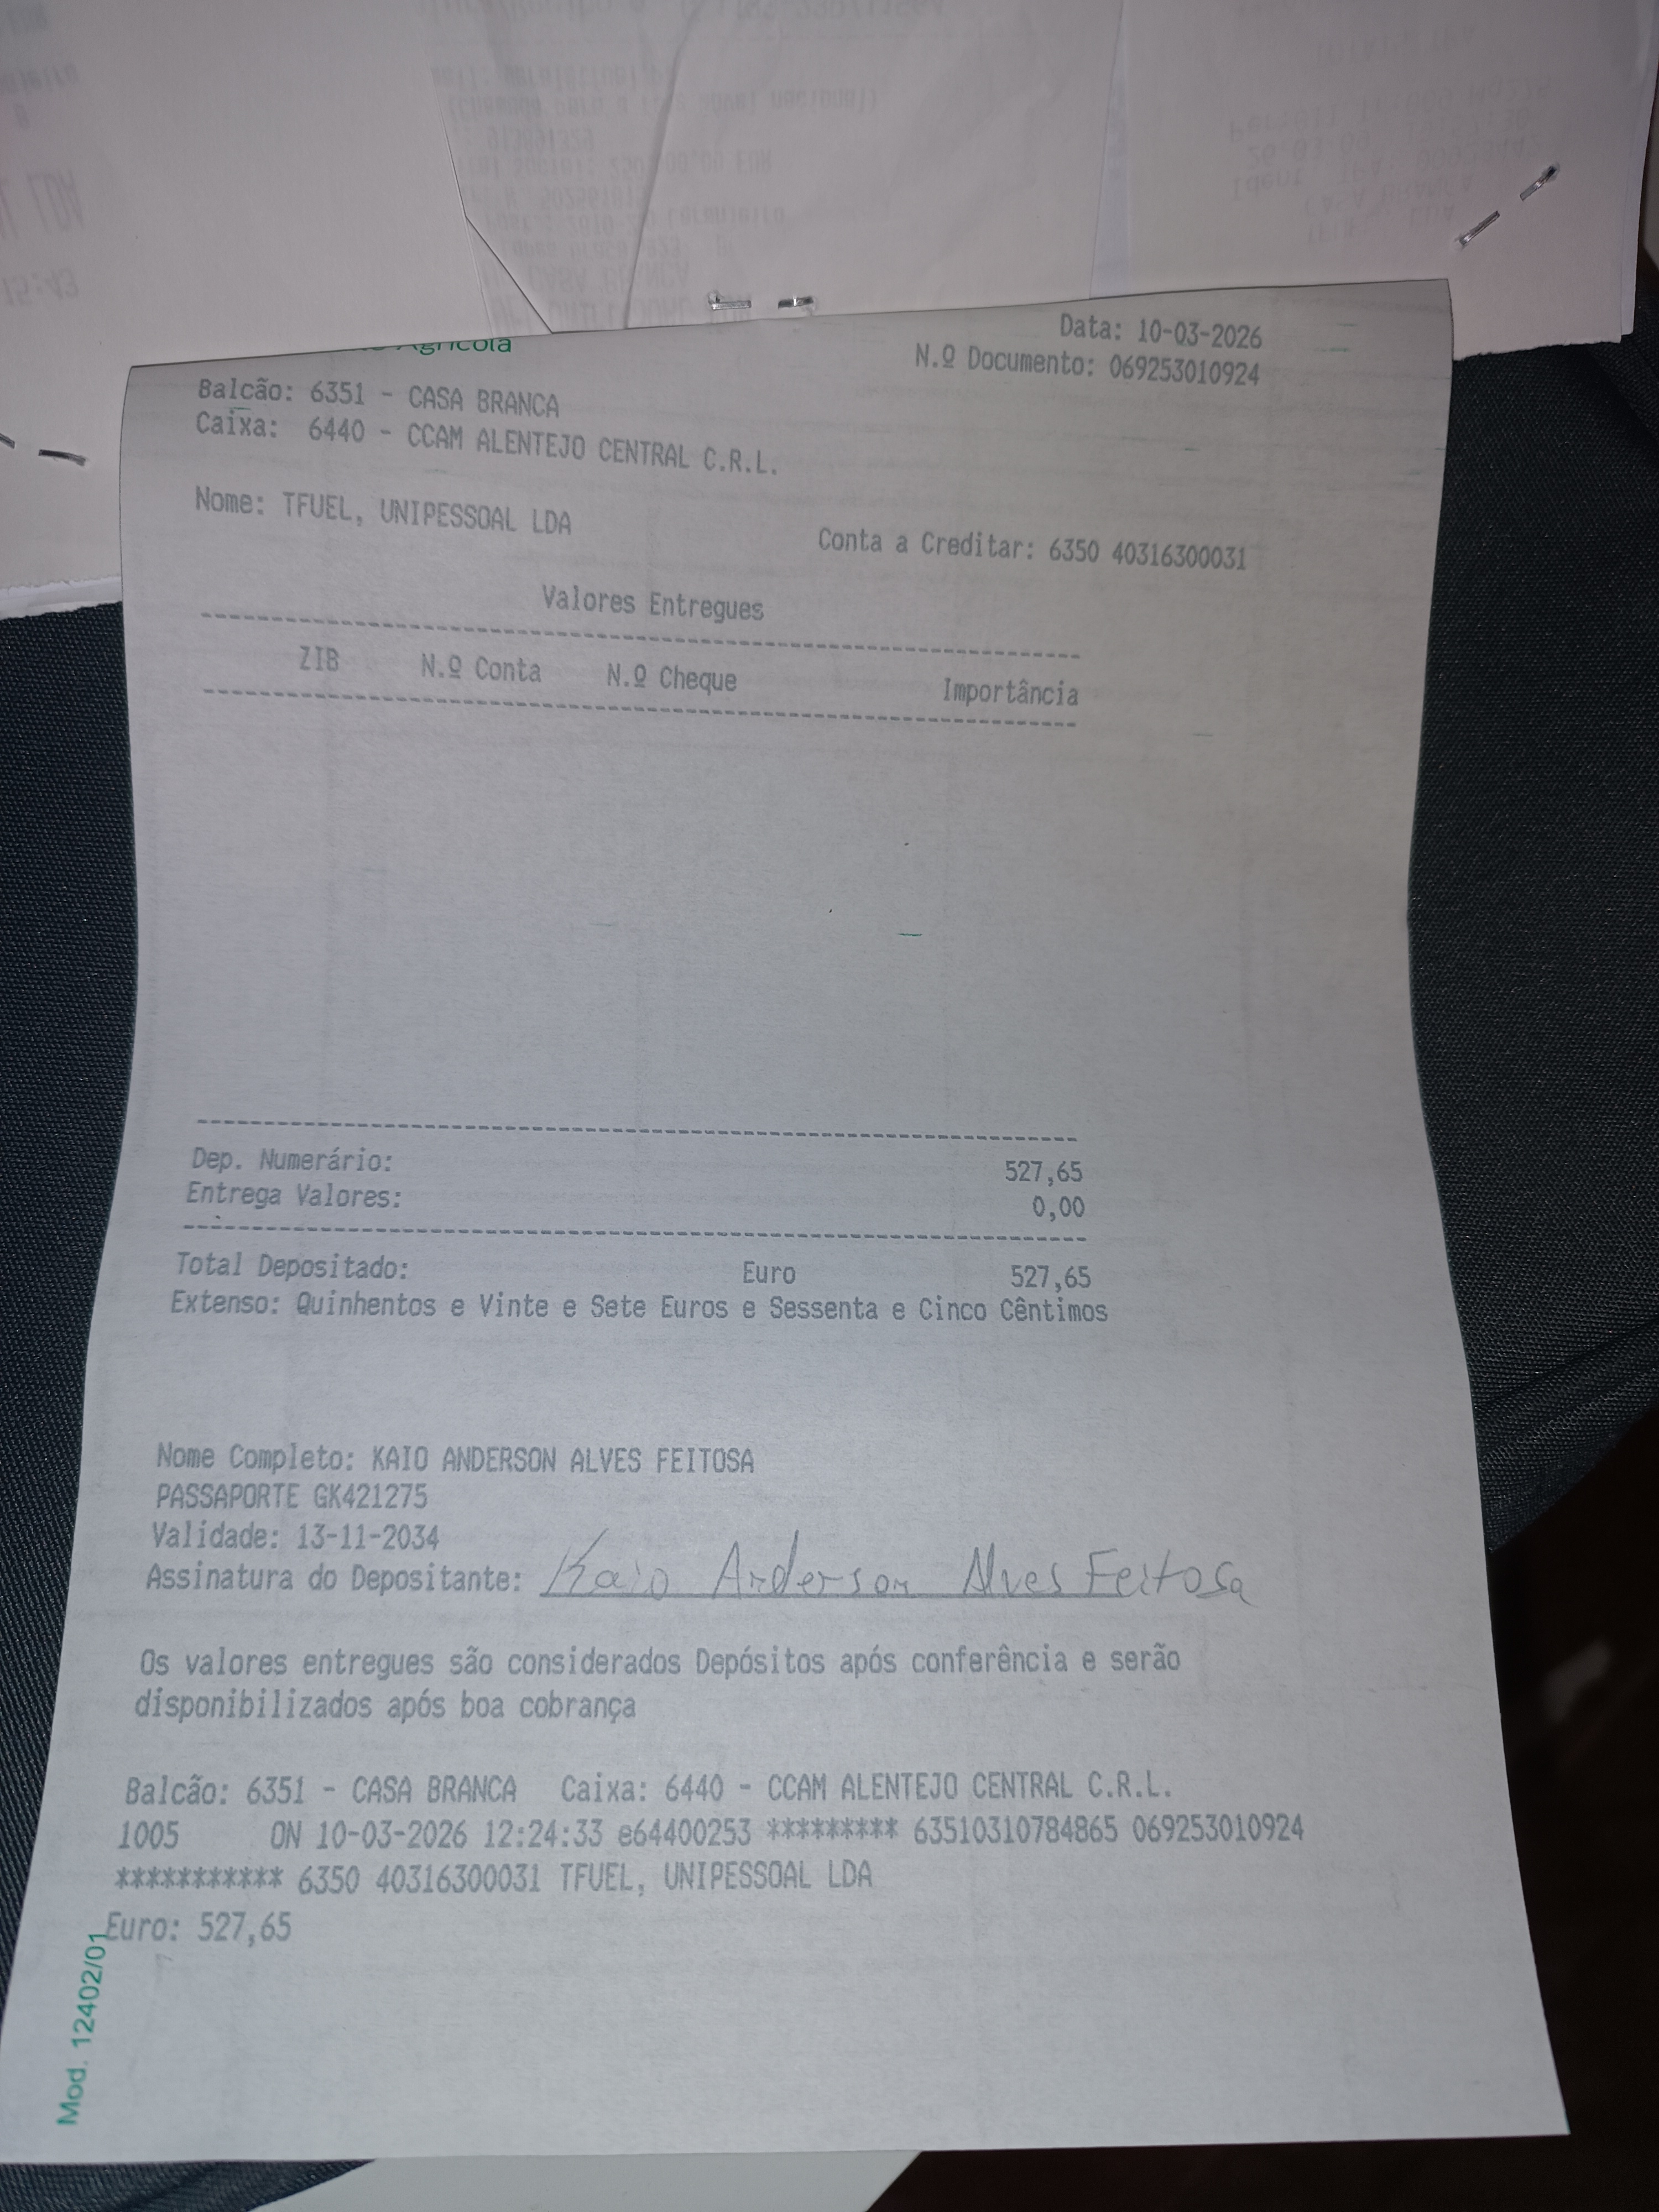 Agrícola
Data: 10-03-2026
N.º Documento: 069253010924
Balcão: 6351 - CASA BRANCA
Caixa: 6440 - CCAM ALENTEJO CENTRAL C.R.L.
Nome: TFUEL, UNIPESSOAL LDA
Conta a Creditar: 6350 40316300031
Valores Entregues
ZIB N.º Conta N.º Cheque Importância
Dep. Numerário: 527,65
Entrega Valores: 0,00
Total Depositado: Euro 527,65
Extenso: Quinhentos e Vinte e Sete Euros e Sessenta e Cinco Cêntimos
Nome Completo: KAIO ANDERSON ALVES FEITOSA
PASSAPORTE GK421275
Validade: 13-11-2034
Assinatura do Depositante: Kaio Anderson Alves Feitosa
Os valores entregues são considerados Depósitos após conferência e serão
disponibilizados após boa cobrança
Balcão: 6351 - CASA BRANCA Caixa: 6440 - CCAM ALENTEJO CENTRAL C.R.L.
1005 ON 10-03-2026 12:24:33 e64400253 ********* 63510310784865 069253010924
*********** 6350 40316300031 TFUEL, UNIPESSOAL LDA
Euro: 527,65
Mod. 12402/01